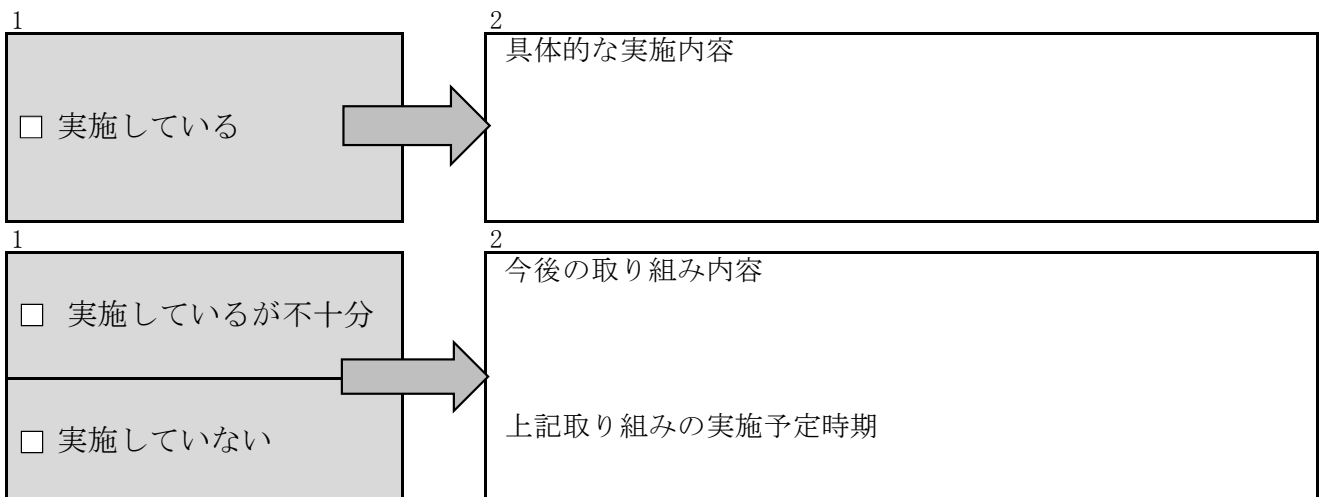 1
2
□ 実施している
具体的な実施内容
1
2
□ 実施しているが不十分
□ 実施していない
今後の取り組み内容
上記取り組みの実施予定時期